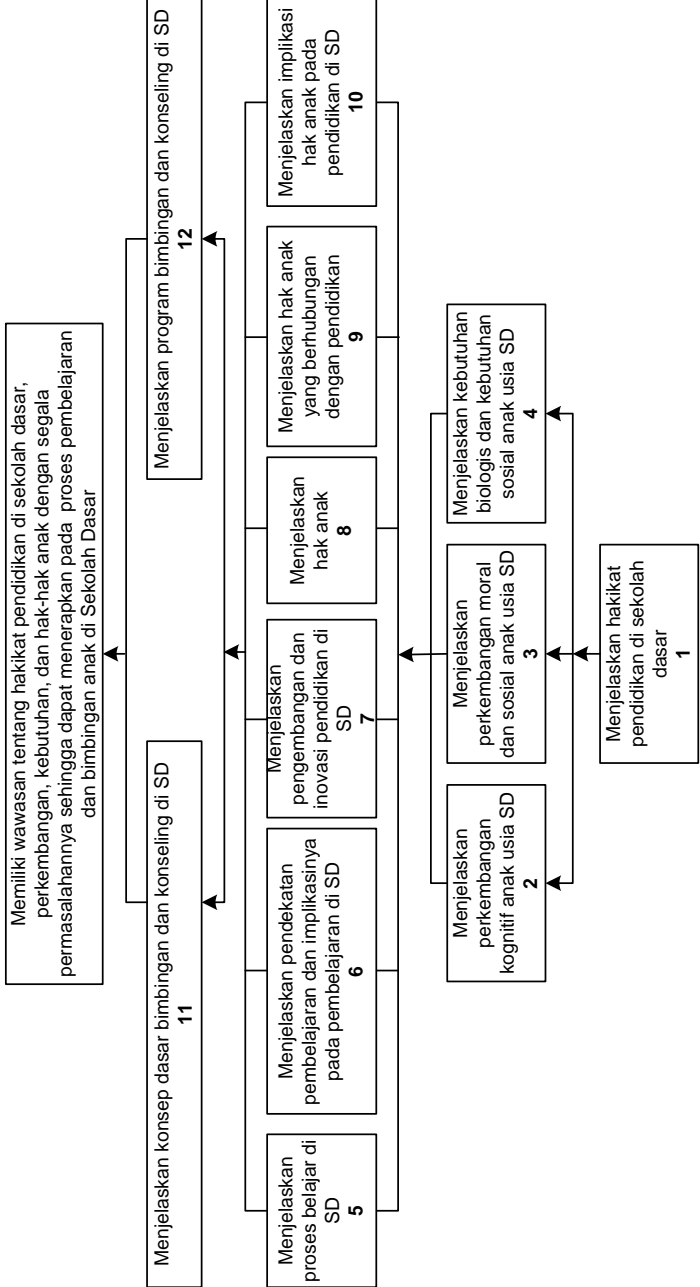 Memiliki wawasan tentang hakikat pendidikan di sekolah dasar,
perkembangan, kebutuhan, dan hak-hak anak dengan segala
permasalahannya sehingga dapat menerapkan pada proses pembelajaran
dan bimbingan anak di Sekolah Dasar
Menjelaskan konsep dasar bimbingan dan konseling di SD
11
Menjelaskan program bimbingan dan konseling di SD
12
Menjelaskan
proses belajar di
SD
5
Menjelaskan pendekatan
pembelajaran dan implikasinya
pada pembelajaran di SD
6
Menjelaskan
pengembangan dan
inovasi pendidikan di
SD
7
Menjelaskan
hak anak
8
Menjelaskan hak anak
yang berhubungan
dengan pendidikan
9
Menjelaskan implikasi
hak anak pada
pendidikan di SD
10
Menjelaskan
perkembangan
kognitif anak usia SD
2
Menjelaskan
perkembangan moral
dan sosial anak usia SD
3
Menjelaskan kebutuhan
biologis dan kebutuhan
sosial anak usia SD
4
Menjelaskan hakikat
pendidikan di sekolah
dasar
1